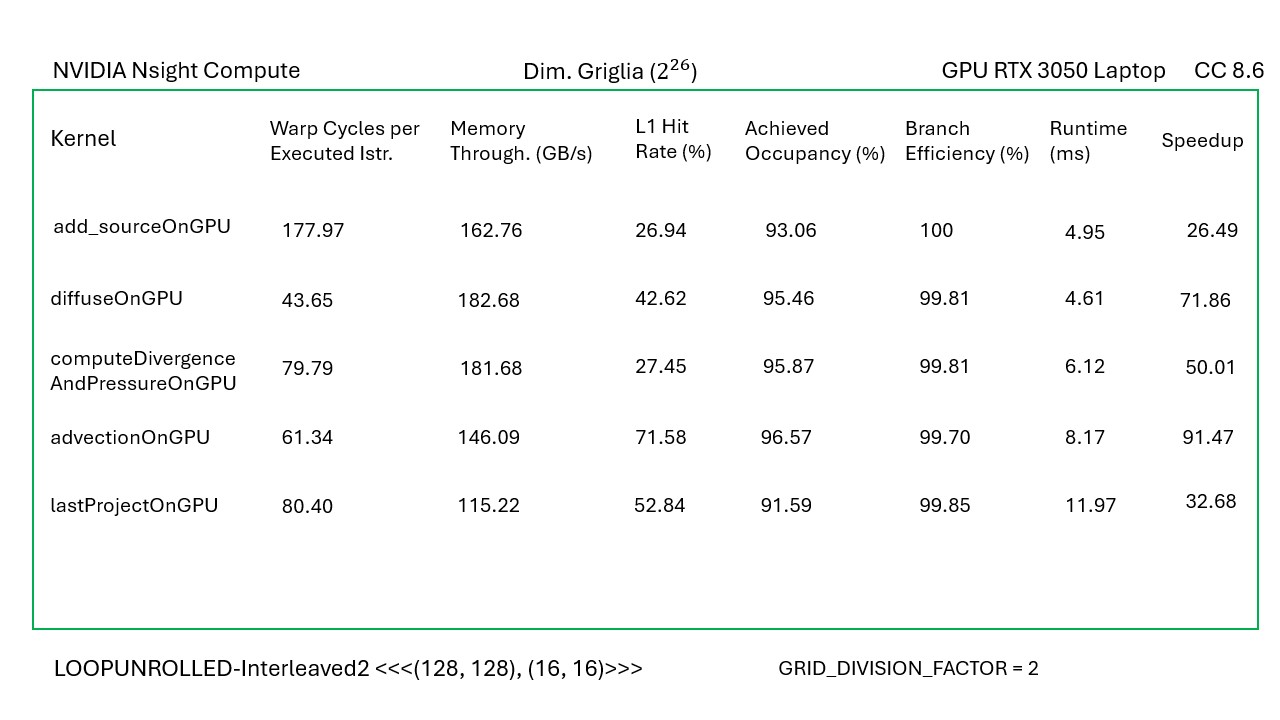 NVIDIA Nsight Compute Dim. Griglia (2²⁶) GPU RTX 3050 Laptop CC 8.6
Kernel Warp Cycles per Executed Istr. Memory Through. (GB/s) L1 Hit Rate (%) Achieved Occupancy (%) Branch Efficiency (%) Runtime (ms) Speedup
add_sourceOnGPU 177.97 162.76 26.94 93.06 100 4.95 26.49
diffuseOnGPU 43.65 182.68 42.62 95.46 99.81 4.61 71.86
computeDivergence
AndPressureOnGPU 79.79 181.68 27.45 95.87 99.81 6.12 50.01
advectionOnGPU 61.34 146.09 71.58 96.57 99.70 8.17 91.47
lastProjectOnGPU 80.40 115.22 52.84 91.59 99.85 11.97 32.68
LOOPUNROLLED-Interleaved2 <<<(128, 128), (16, 16)>>> GRID_DIVISION_FACTOR = 2